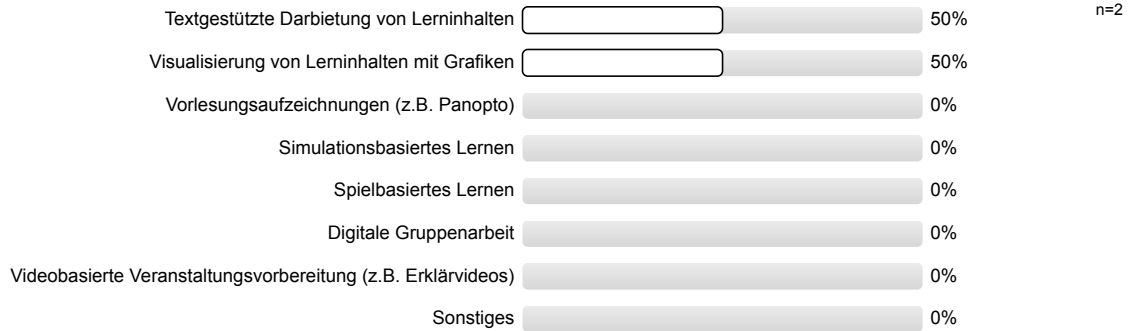 Textgestützte Darbietung von Lerninhalten 50% n=2
Visualisierung von Lerninhalten mit Grafiken 50%
Vorlesungsaufzeichnungen (z.B. Panopto) 0%
Simulationsbasiertes Lernen 0%
Spielbasiertes Lernen 0%
Digitale Gruppenarbeit 0%
Videobasierte Veranstaltungsvorbereitung (z.B. Erklärvideos) 0%
Sonstiges 0%